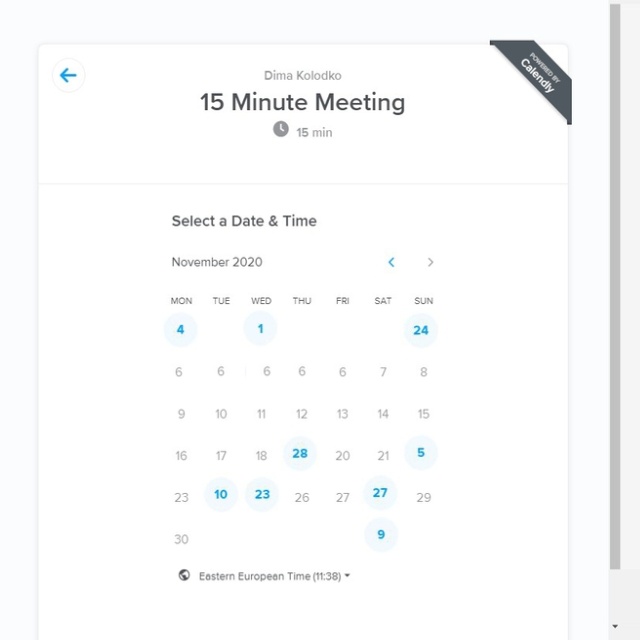 Dima Kolodko
POWERED BY
Calendly
15 Minute Meeting
15 min
Select a Date & Time
November 2020
MON TUE WED THU FRI SAT SUN
4 1 24
6 6 6 6 6 7 8
9 10 11 12 13 14 15
16 17 18 28 20 21 5
23 10 23 26 27 27 29
30 9
Eastern European Time (11:38)